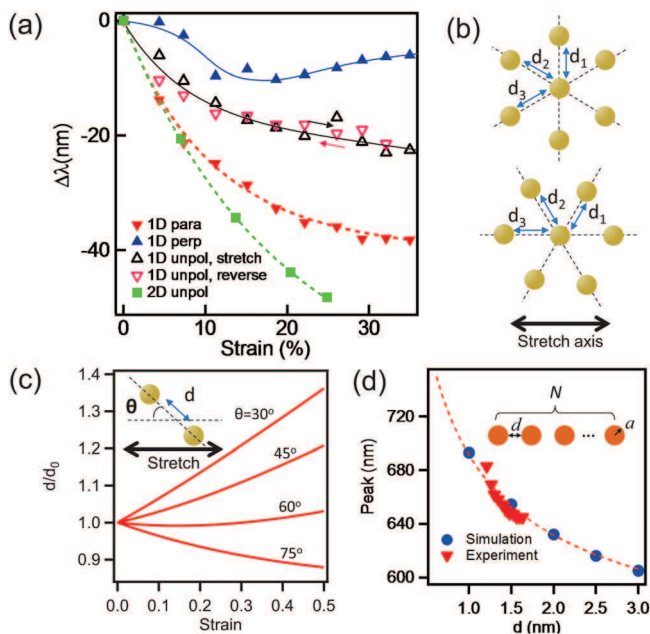 (a)
0
-20
-40
Δλ(nm)
1D para
1D perp
1D unpol, stretch
1D unpol, reverse
2D unpol
0 10 20 30
Strain (%)
(b)
d2 d1
d3
d2
d3 d1
Stretch axis
(c)
1.4
1.3
1.2
1.1
1.0
0.9
d/d0
θ d
Stretch
θ=30º
45º
60º
75º
0.0 0.1 0.2 0.3 0.4 0.5
Strain
(d)
720
680
640
600
Peak (nm)
N
d ... a
Simulation
Experiment
1.0 1.5 2.0 2.5 3.0
d (nm)